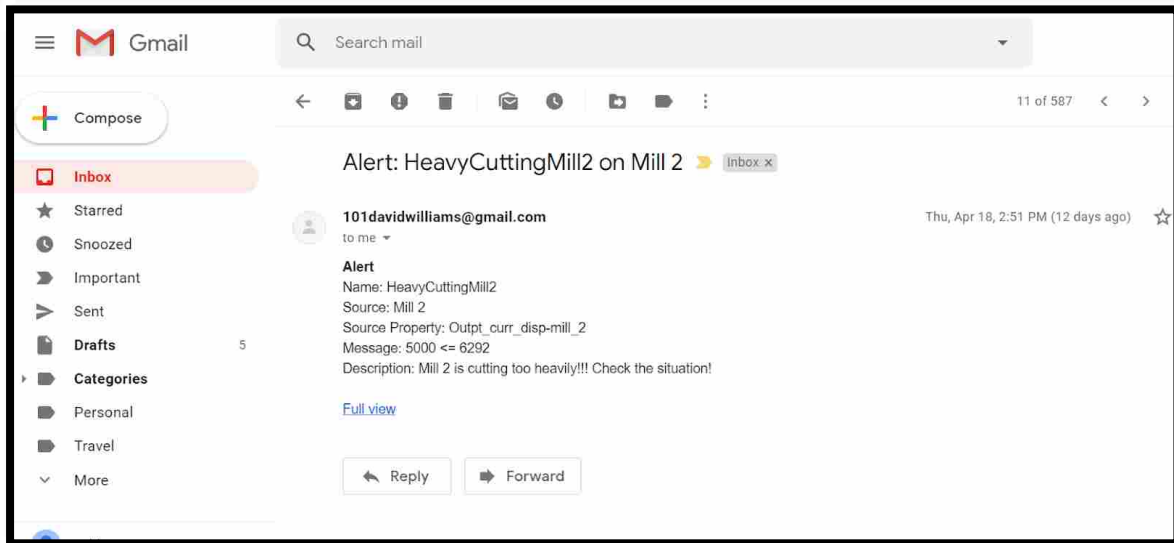 Gmail
Search mail
Compose
11 of 587
Inbox
Starred
Snoozed
Important
Sent
Drafts 5
Categories
Personal
Travel
More
Alert: HeavyCuttingMill2 on Mill 2 Inbox x
101davidwilliams@gmail.com Thu, Apr 18, 2:51 PM (12 days ago)
to me
Alert
Name: HeavyCuttingMill2
Source: Mill 2
Source Property: Outpt_curr_disp-mill_2
Message: 5000 <= 6292
Description: Mill 2 is cutting too heavily!!! Check the situation!
Full view
Reply Forward